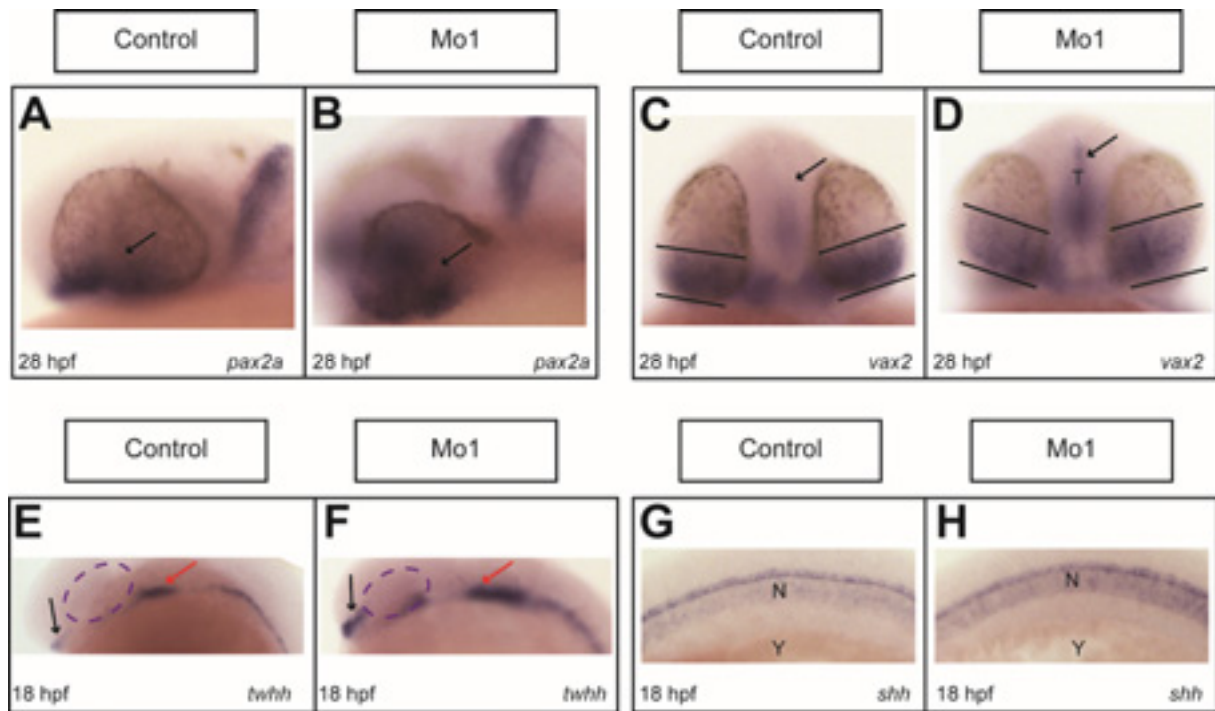 Control
Mo1
Control
Mo1
A
B
C
D
T
28 hpf
pax2a
28 hpf
pax2a
28 hpf
vax2
28 hpf
vax2
Control
Mo1
Control
Mo1
E
F
G
H
N
N
Y
Y
18 hpf
twhh
18 hpf
twhh
18 hpf
shh
18 hpf
shh